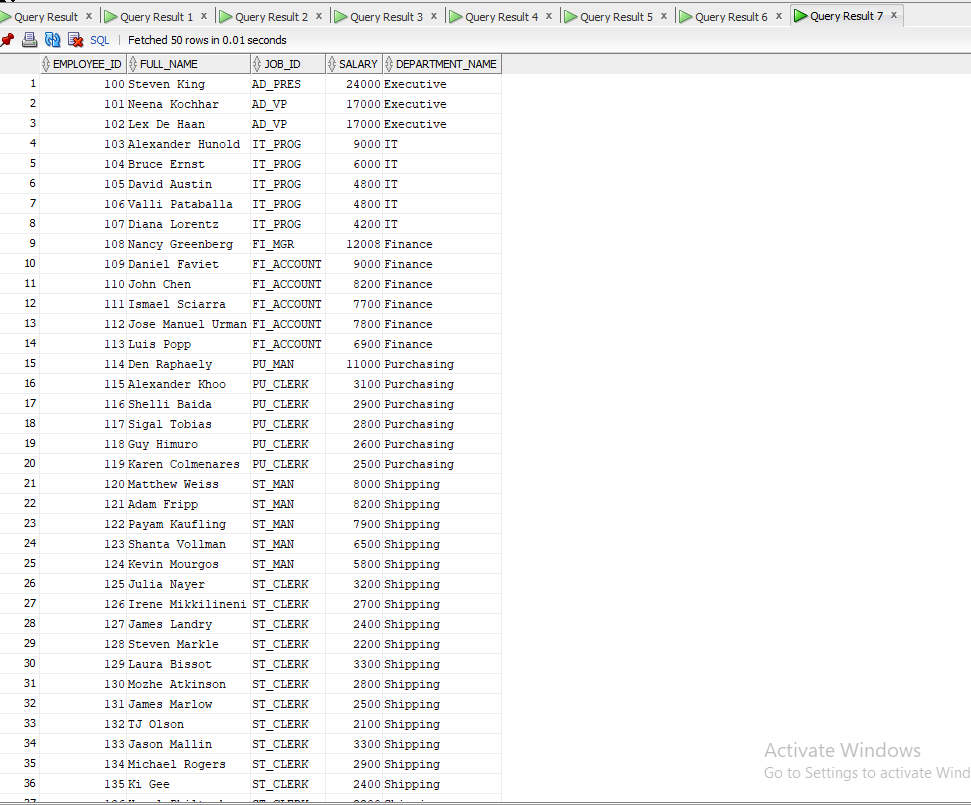 Query Result x Query Result 1 x Query Result 2 x Query Result 3 x Query Result 4 x Query Result 5 x Query Result 6 x Query Result 7 x
SQL | Fetched 50 rows in 0.01 seconds
EMPLOYEE_ID FULL_NAME JOB_ID SALARY DEPARTMENT_NAME
1 100 Steven King AD_PRES 24000 Executive
2 101 Neena Kochhar AD_VP 17000 Executive
3 102 Lex De Haan AD_VP 17000 Executive
4 103 Alexander Hunold IT_PROG 9000 IT
5 104 Bruce Ernst IT_PROG 6000 IT
6 105 David Austin IT_PROG 4800 IT
7 106 Valli Pataballa IT_PROG 4800 IT
8 107 Diana Lorentz IT_PROG 4200 IT
9 108 Nancy Greenberg FI_MGR 12008 Finance
10 109 Daniel Faviet FI_ACCOUNT 9000 Finance
11 110 John Chen FI_ACCOUNT 8200 Finance
12 111 Ismael Sciarra FI_ACCOUNT 7700 Finance
13 112 Jose Manuel Urman FI_ACCOUNT 7800 Finance
14 113 Luis Popp FI_ACCOUNT 6900 Finance
15 114 Den Raphaely PU_MAN 11000 Purchasing
16 115 Alexander Khoo PU_CLERK 3100 Purchasing
17 116 Shelli Baida PU_CLERK 2900 Purchasing
18 117 Sigal Tobias PU_CLERK 2800 Purchasing
19 118 Guy Himuro PU_CLERK 2600 Purchasing
20 119 Karen Colmenares PU_CLERK 2500 Purchasing
21 120 Matthew Weiss ST_MAN 8000 Shipping
22 121 Adam Fripp ST_MAN 8200 Shipping
23 122 Payam Kaufling ST_MAN 7900 Shipping
24 123 Shanta Vollman ST_MAN 6500 Shipping
25 124 Kevin Mourgos ST_MAN 5800 Shipping
26 125 Julia Nayer ST_CLERK 3200 Shipping
27 126 Irene Mikkilineni ST_CLERK 2700 Shipping
28 127 James Landry ST_CLERK 2400 Shipping
29 128 Steven Markle ST_CLERK 2200 Shipping
30 129 Laura Bissot ST_CLERK 3300 Shipping
31 130 Mozhe Atkinson ST_CLERK 2800 Shipping
32 131 James Marlow ST_CLERK 2500 Shipping
33 132 TJ Olson ST_CLERK 2100 Shipping
34 133 Jason Mallin ST_CLERK 3300 Shipping
35 134 Michael Rogers ST_CLERK 2900 Shipping
36 135 Ki Gee ST_CLERK 2400 Shipping
Activate Windows
Go to Settings to activate Wind